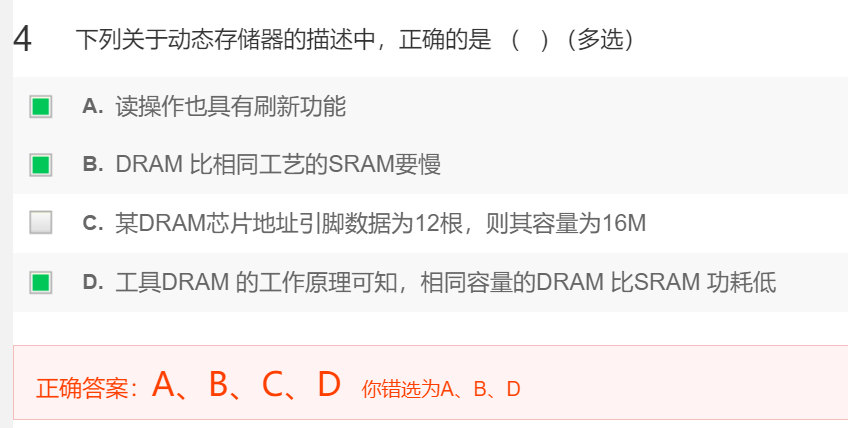 4 下列关于动态存储器的描述中，正确的是 （ ）(多选）
A. 读操作也具有刷新功能
B. DRAM 比相同工艺的SRAM要慢
C. 某DRAM芯片地址引脚数据为12根，则其容量为16M
D. 工具DRAM 的工作原理可知，相同容量的DRAM 比SRAM 功耗低
正确答案：A、B、C、D 你错选为A、B、D